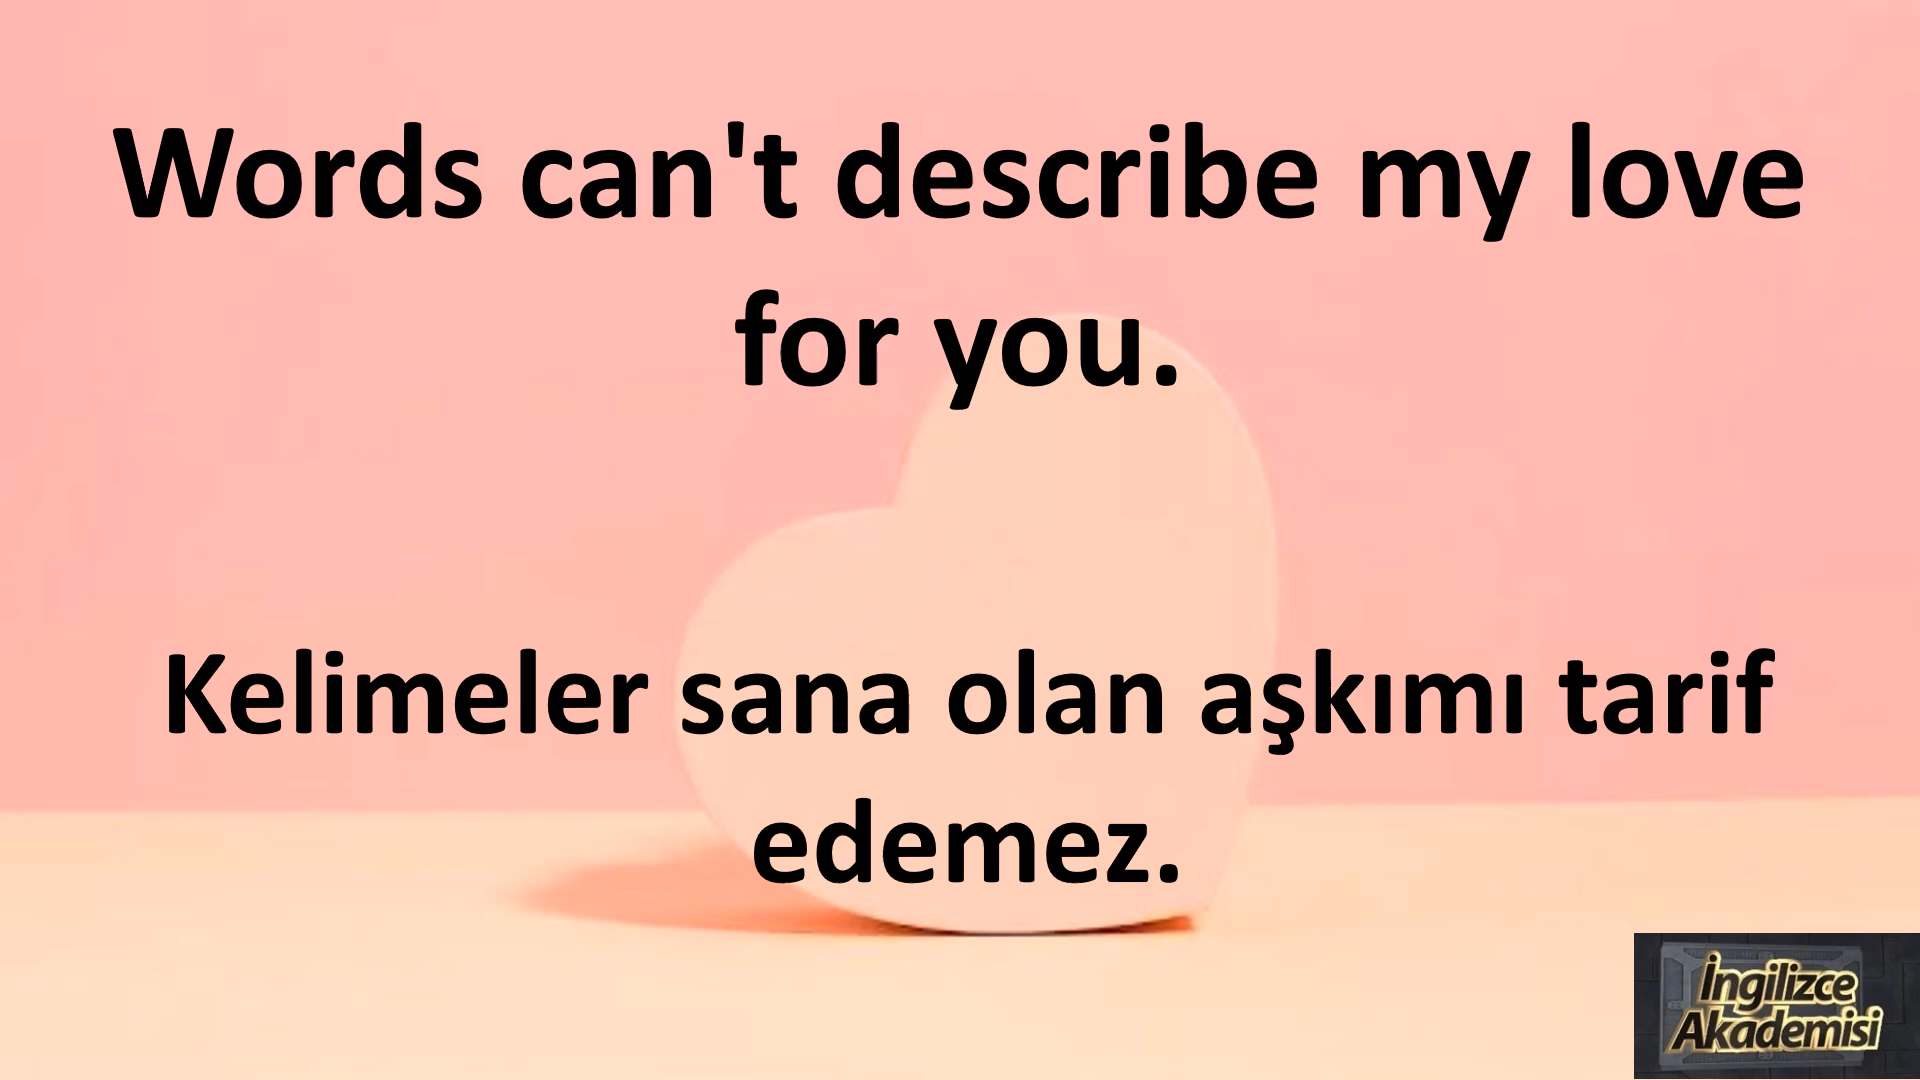 Words can't describe my love
for you.
Kelimeler sana olan aşkımı tarif
edemez.
İngilizce
Akademisi